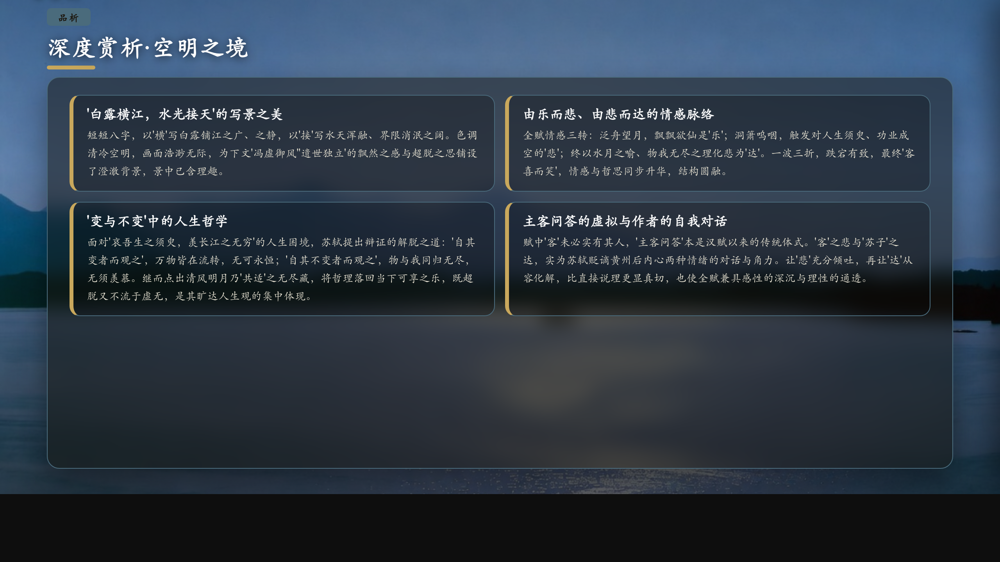 品析
深度赏析·空明之境
'白露横江，水光接天'的写景之美
短短八字，以'横'写白露铺江之广、之静，以'接'写水天浑融、界限消泯之阔。色调
清冷空明，画面浩渺无际，为下文'冯虚御风''遗世独立'的飘然之感与超脱之思铺设
了澄澈背景，景中已含理趣。
由乐而悲、由悲而达的情感脉络
全赋情感三转：泛舟望月，飘飘欲仙是'乐'；洞箫呜咽，触发对人生须臾、功业成
空的'悲'；终以水月之喻、物我无尽之理化悲为'达'。一波三折，跌宕有致，最终'客
喜而笑'，情感与哲思同步升华，结构圆融。
'变与不变'中的人生哲学
面对'哀吾生之须臾，羡长江之无穷'的人生困境，苏轼提出辩证的解脱之道：'自其
变者而观之'，万物皆在流转，无可永恒；'自其不变者而观之'，物与我同归无尽，
无须羡慕。继而点出清风明月乃'共适'之无尽藏，将哲理落回当下可享之乐，既超
脱又不流于虚无，是其旷达人生观的集中体现。
主客问答的虚拟与作者的自我对话
赋中'客'未必实有其人，'主客问答'本是汉赋以来的传统体式。'客'之悲与'苏子'之
达，实为苏轼贬谪黄州后内心两种情绪的对话与角力。让'悲'充分倾吐，再让'达'从
容化解，比直接说理更显真切，也使全赋兼具感性的深沉与理性的通透。